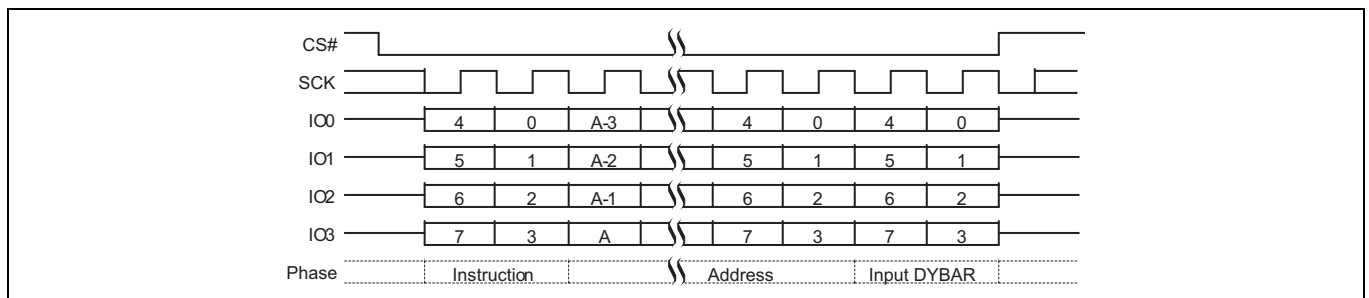 CS#
SCK
IO0 4 0 A-3 4 0 4 0
IO1 5 1 A-2 5 1 5 1
IO2 6 2 A-1 6 2 6 2
IO3 7 3 A 7 3 7 3
Phase Instruction Address Input DYBAR